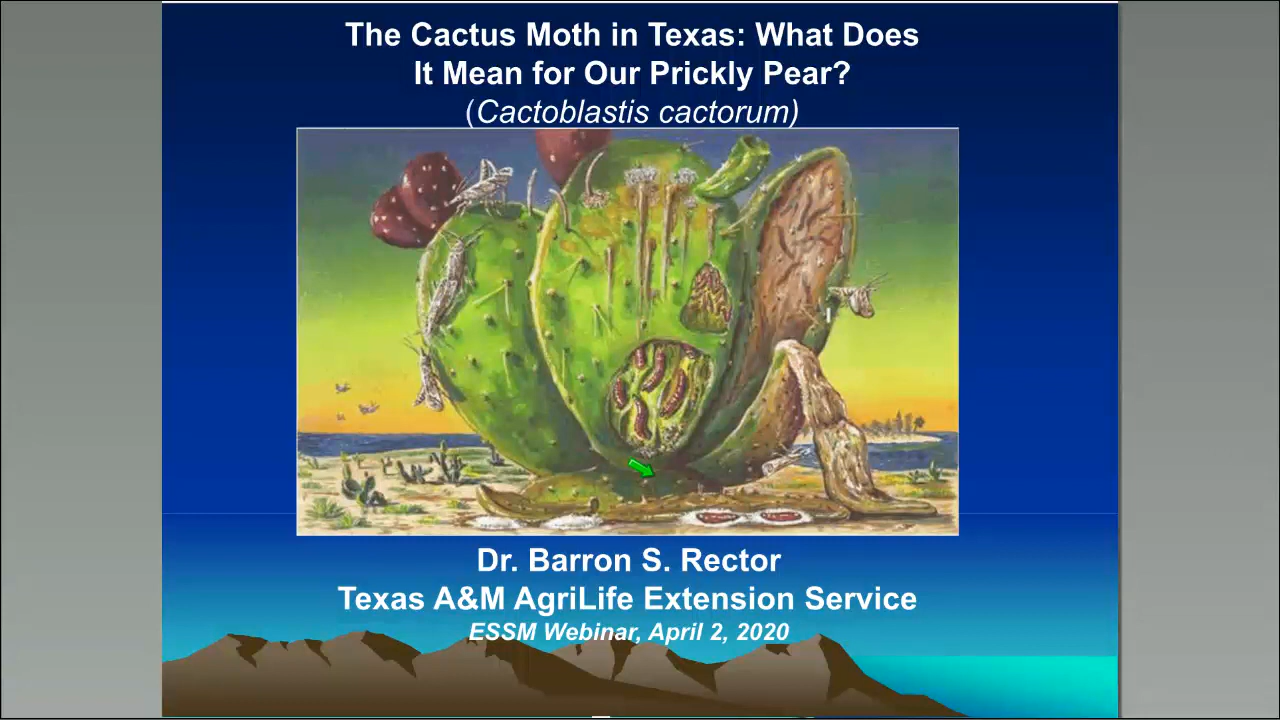 The Cactus Moth in Texas: What Does
It Mean for Our Prickly Pear?
(Cactoblastis cactorum)
Dr. Barron S. Rector
Texas A&M AgriLife Extension Service
ESSM Webinar, April 2, 2020